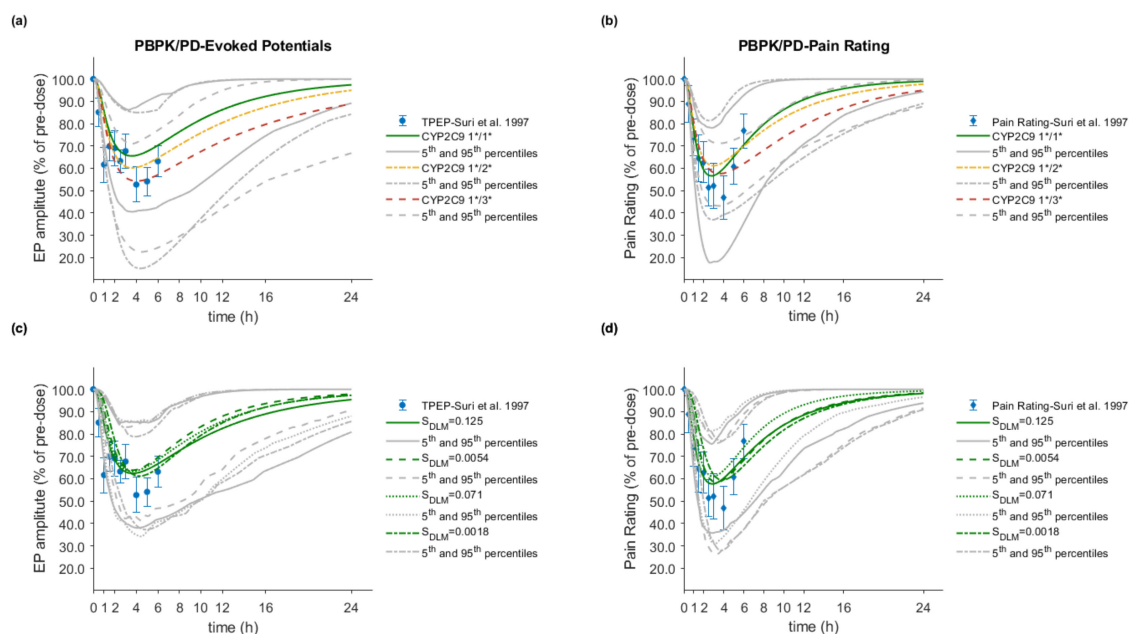 (a)
PBPK/PD-Evoked Potentials
EP amplitude (% of pre-dose)
100.0
90.0
80.0
70.0
60.0
50.0
40.0
30.0
20.0
0 1 2 4 6 8 10 12 16 24
time (h)
TPEP-Suri et al. 1997
CYP2C9 1*/1*
5th and 95th percentiles
CYP2C9 1*/2*
5th and 95th percentiles
CYP2C9 1*/3*
5th and 95th percentiles
(b)
PBPK/PD-Pain Rating
Pain Rating (% of pre-dose)
100.0
90.0
80.0
70.0
60.0
50.0
40.0
30.0
20.0
0 1 2 4 6 8 10 12 16 24
time (h)
Pain Rating-Suri et al. 1997
CYP2C9 1*/1*
5th and 95th percentiles
CYP2C9 1*/2*
5th and 95th percentiles
CYP2C9 1*/3*
5th and 95th percentiles
(c)
EP amplitude (% of pre-dose)
100.0
90.0
80.0
70.0
60.0
50.0
40.0
30.0
20.0
0 1 2 4 6 8 10 12 16 24
time (h)
TPEP-Suri et al. 1997
SDLM=0.125
5th and 95th percentiles
SDLM=0.0054
5th and 95th percentiles
SDLM=0.071
5th and 95th percentiles
SDLM=0.0018
5th and 95th percentiles
(d)
Pain Rating (% of pre-dose)
100.0
90.0
80.0
70.0
60.0
50.0
40.0
30.0
20.0
0 1 2 4 6 8 10 12 16 24
time (h)
Pain Rating-Suri et al. 1997
SDLM=0.125
5th and 95th percentiles
SDLM=0.0054
5th and 95th percentiles
SDLM=0.071
5th and 95th percentiles
SDLM=0.0018
5th and 95th percentiles